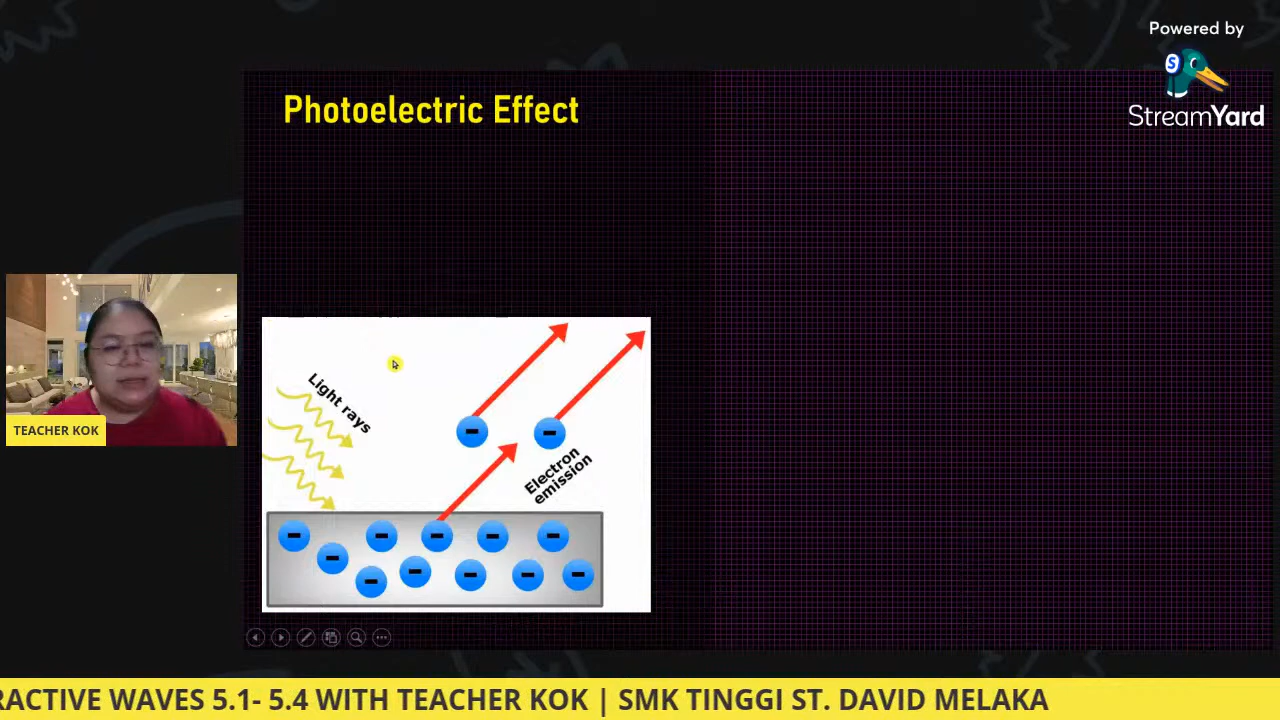 Powered by
StreamYard
Photoelectric Effect
Light rays
Electron
emission
TEACHER KOK
RACTIVE WAVES 5.1- 5.4 WITH TEACHER KOK | SMK TINGGI ST. DAVID MELAKA